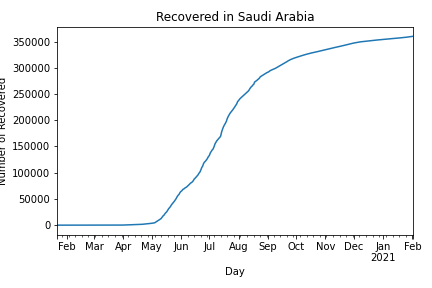 Recovered in Saudi Arabia
Number of Recovered
350000
300000
250000
200000
150000
100000
50000
0
Feb Mar Apr May Jun Jul Aug Sep Oct Nov Dec Jan Feb
2021
Day